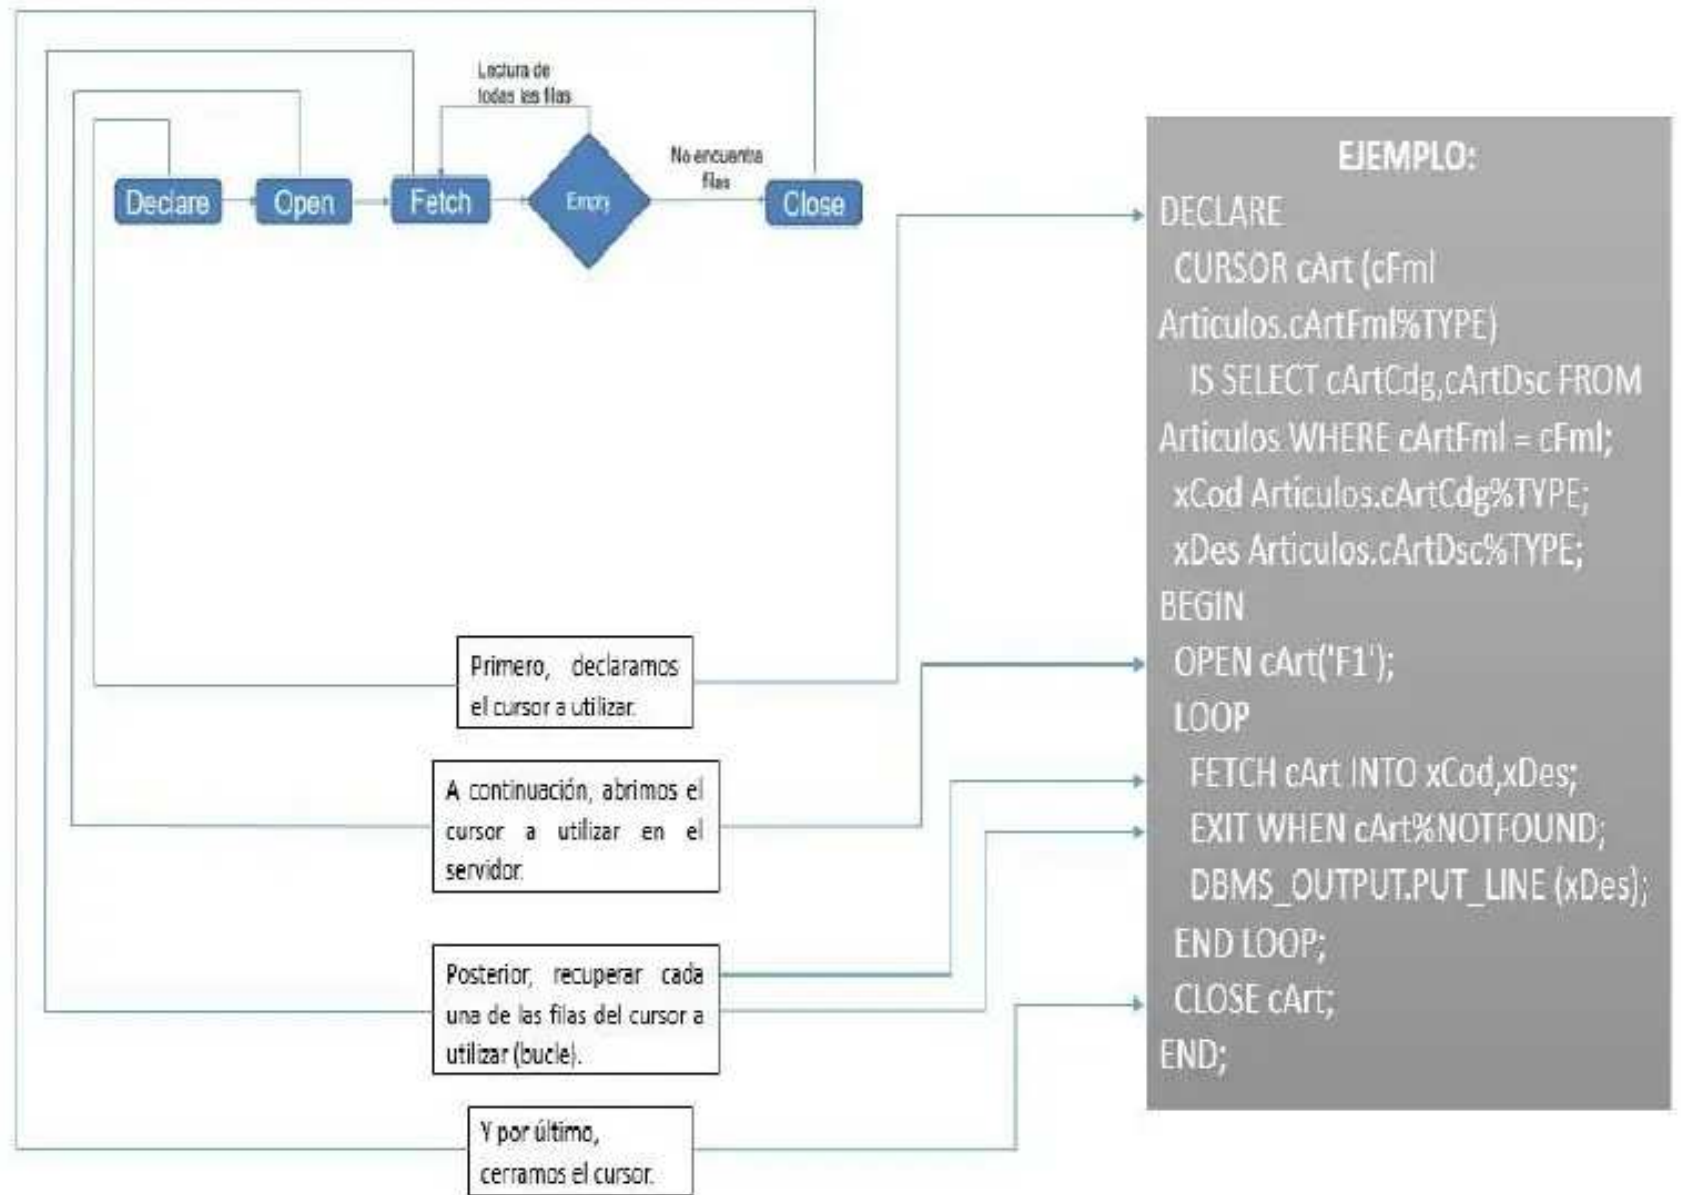 Lectura de
todas las filas
No encuentra
filas
Declare
Open
Fetch
Empty
Close
Primero, declaramos
el cursor a utilizar.
A continuación, abrimos el
cursor a utilizar en el
servidor.
Posterior, recuperar cada
una de las filas del cursor a
utilizar (bucle).
Y por último,
cerramos el cursor.
EJEMPLO:
DECLARE
CURSOR cArt (cFml
Articulos.cArtFml%TYPE)
IS SELECT cArtCdg,cArtDsc FROM
Articulos WHERE cArtFml = cFml;
xCod Articulos.cArtCdg%TYPE;
xDes Articulos.cArtDsc%TYPE;
BEGIN
OPEN cArt('F1');
LOOP
FETCH cArt INTO xCod,xDes;
EXIT WHEN cArt%NOTFOUND;
DBMS_OUTPUT.PUT_LINE (xDes);
END LOOP;
CLOSE cArt;
END;